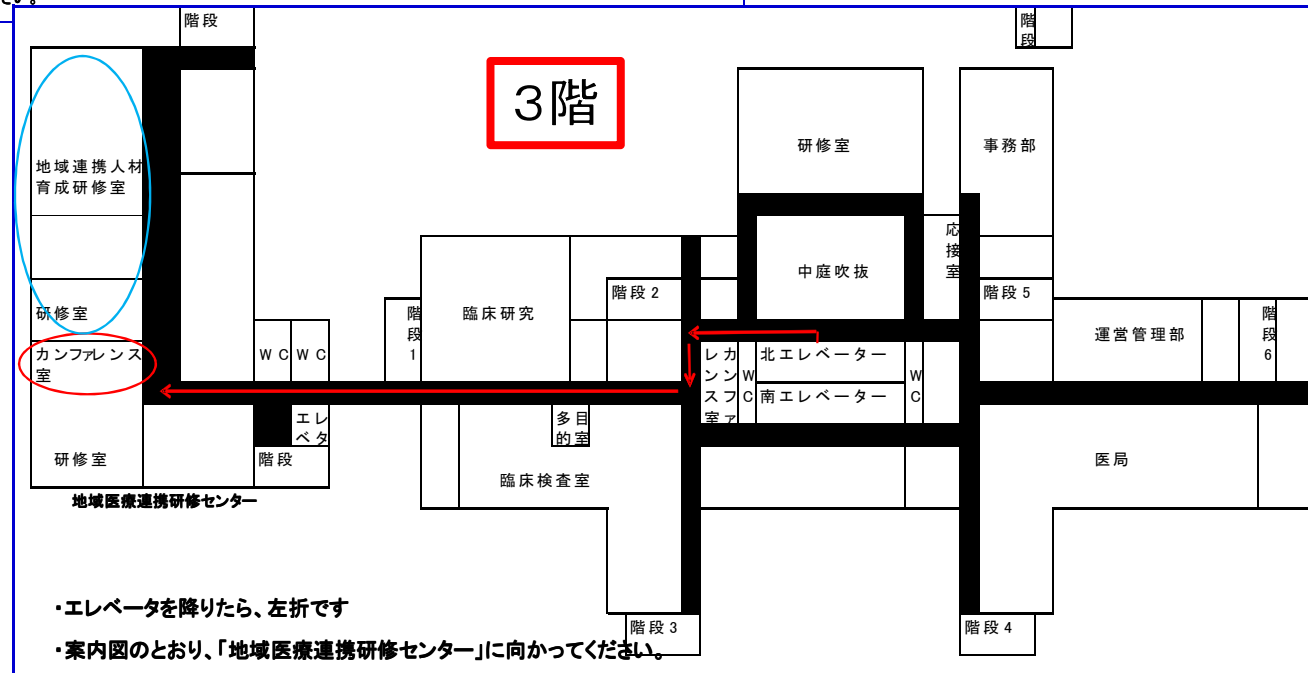 さい。
階段
階
段
3階
研修室
事務部
地域連携人材
育成研修室
応
接
室
中庭吹抜
階段2
階段5
研修室
臨床研究
階
段
1
運営管理部
階
段
6
カンファレンス
室
WC
WC
カンファ
レンス室
WC
北エレベーター
南エレベーター
WC
エレ
ベタ
多目
的室
研修室
階段
臨床検査室
医局
地域医療連携研修センター
・エレベータを降りたら、左折です
階段3
階段4
・案内図のとおり、「地域医療連携研修センター」に向かってください。